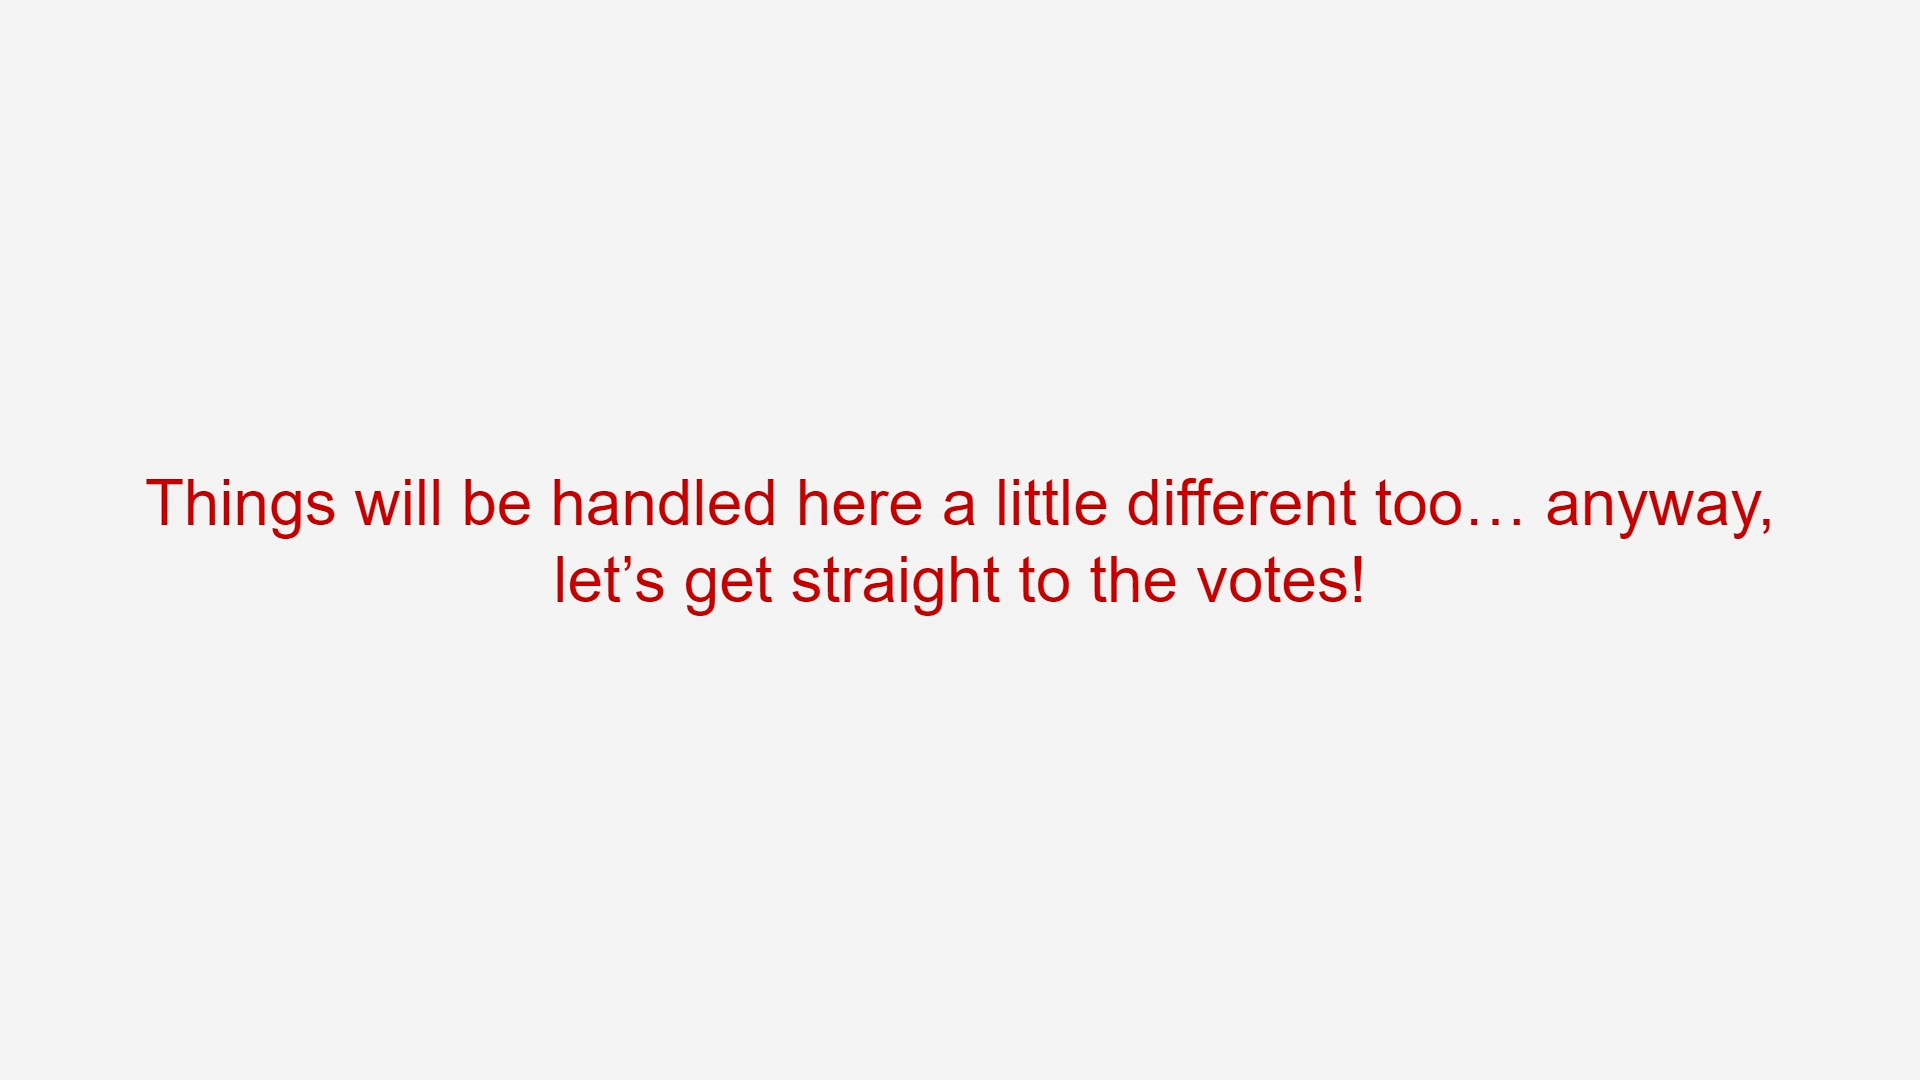 Things will be handled here a little different too… anyway,
let’s get straight to the votes!